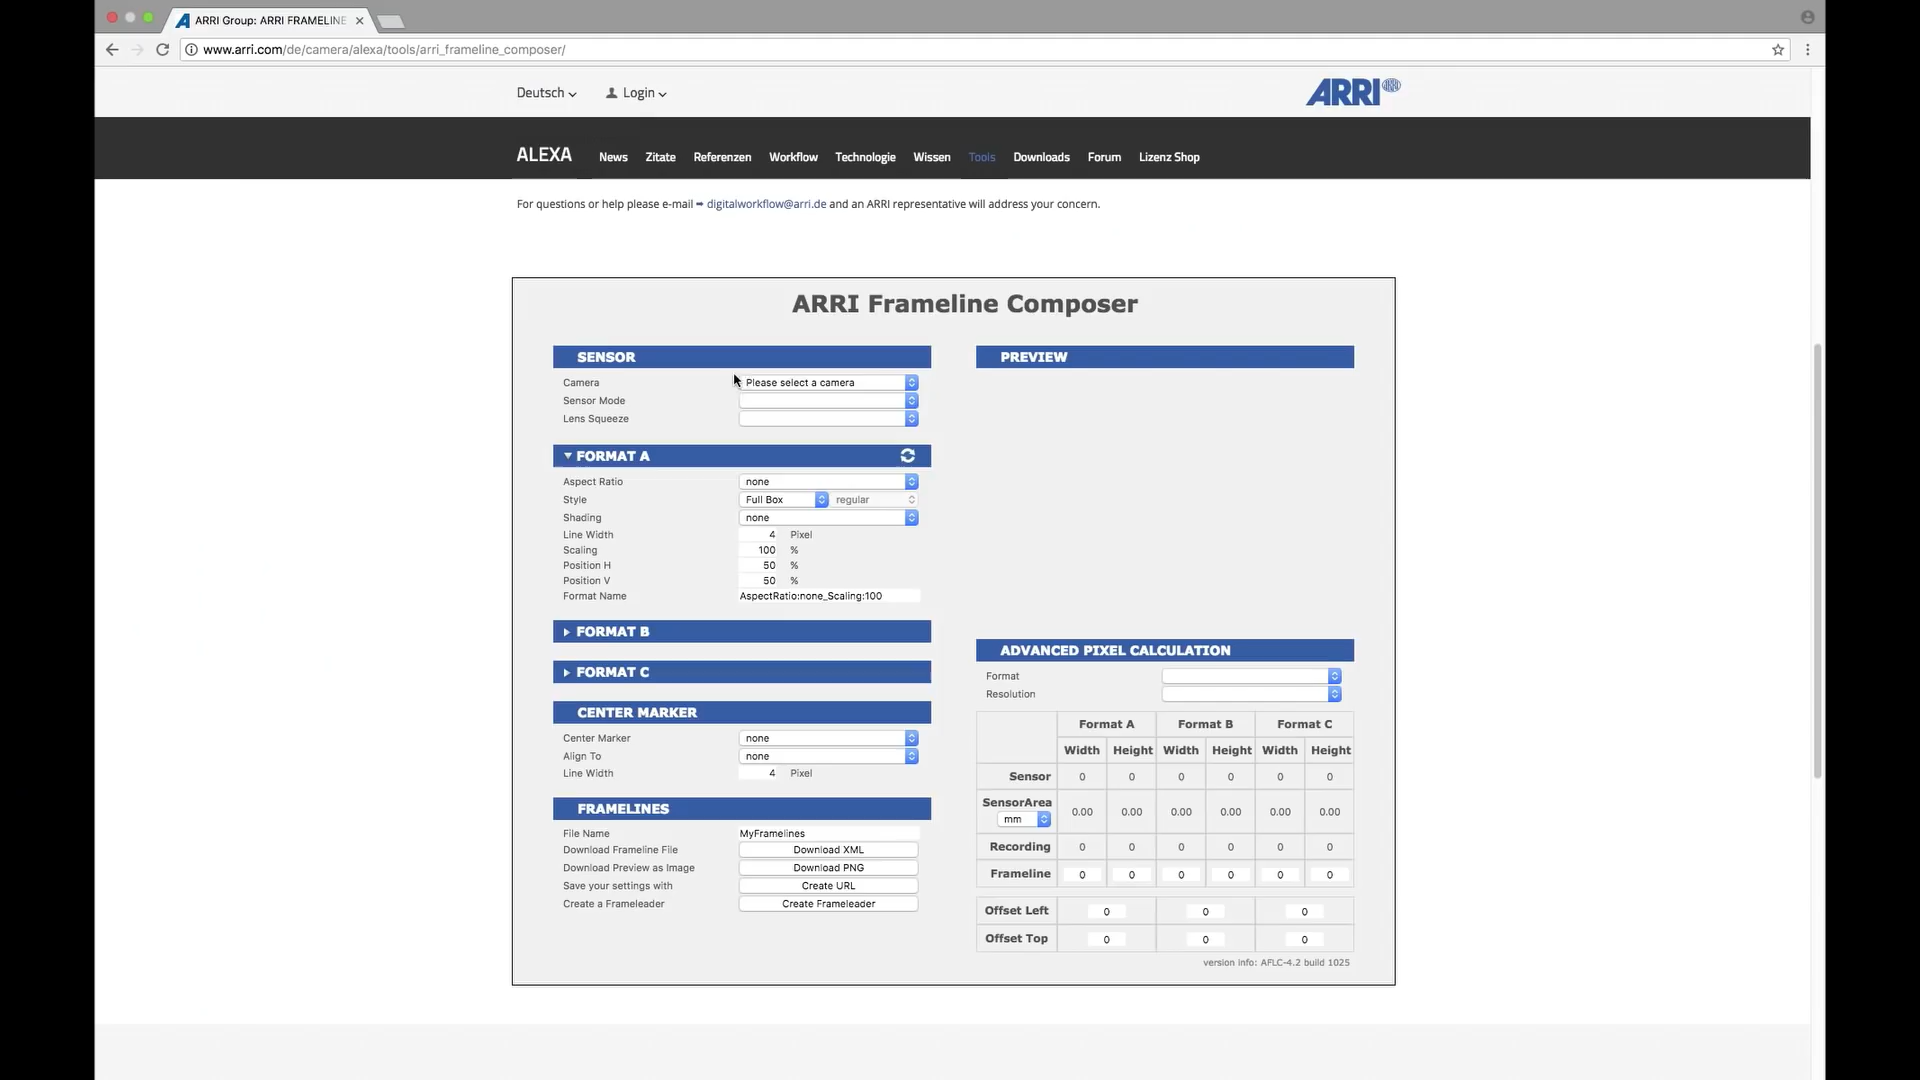 ARRI Group: ARRI FRAMELINE
www.arri.com/de/camera/alexa/tools/arri_frameline_composer/
Deutsch Login ARRI ARRI
ALEXA News Zitate Referenzen Workflow Technologie Wissen Tools Downloads Forum Lizenz Shop
For questions or help please e-mail digitalworkflow@arri.de and an ARRI representative will address your concern.
ARRI Frameline Composer
SENSOR
Camera Please select a camera
Sensor Mode
Lens Squeeze
FORMAT A
Aspect Ratio none
Style Full Box regular
Shading none
Line Width 4 Pixel
Scaling 100 %
Position H 50 %
Position V 50 %
Format Name AspectRatio:none_Scaling:100
FORMAT B
FORMAT C
CENTER MARKER
Center Marker none
Align To none
Line Width 4 Pixel
FRAMELINES
File Name MyFramelines
Download Frameline File Download XML
Download Preview as Image Download PNG
Save your settings with Create URL
Create a Frameleader Create Frameleader
PREVIEW
ADVANCED PIXEL CALCULATION
Format
Resolution
Format A Format B Format C
Width Height Width Height Width Height
Sensor 0 0 0 0 0 0
SensorArea
mm 0.00 0.00 0.00 0.00 0.00 0.00
Recording 0 0 0 0 0 0
Frameline 0 0 0 0 0 0
Offset Left 0 0 0
Offset Top 0 0 0
version info: AFLC-4.2 build 1025